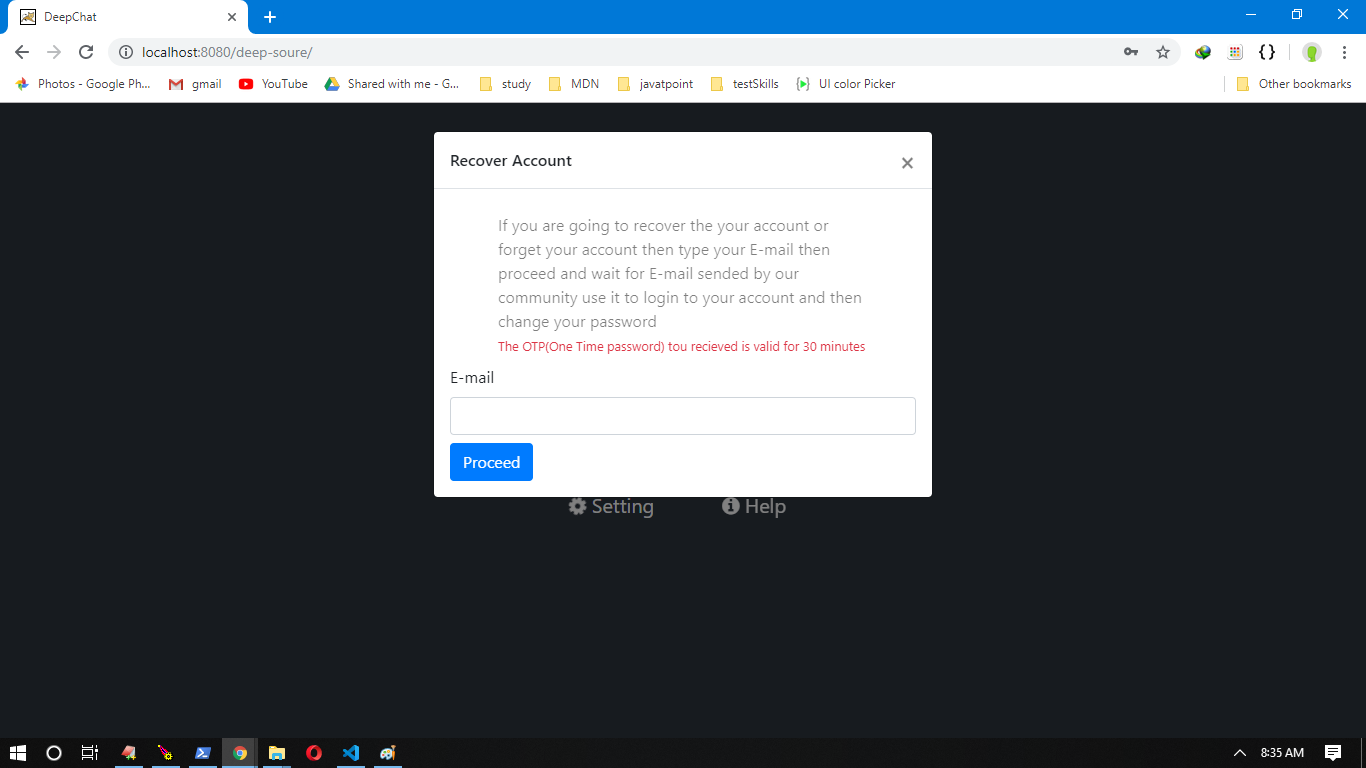 DeepChat
localhost:8080/deep-soure/
Photos - Google Ph... gmail YouTube Shared with me - G... study MDN javatpoint testSkills UI color Picker Other bookmarks
Recover Account
If you are going to recover the your account or
forget your account then type your E-mail then
proceed and wait for E-mail sended by our
community use it to login to your account and then
change your password
The OTP(One Time password) tou recieved is valid for 30 minutes
E-mail
Proceed
Setting Help
8:35 AM